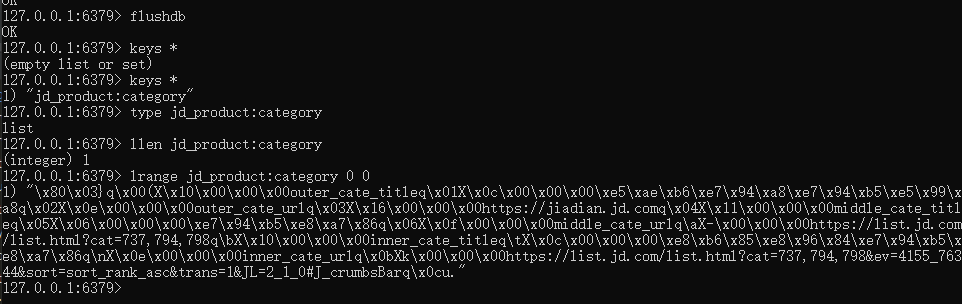 OK
127.0.0.1:6379> flushdb
OK
127.0.0.1:6379> keys *
(empty list or set)
127.0.0.1:6379> keys *
1) "jd_product:category"
127.0.0.1:6379> type jd_product:category
list
127.0.0.1:6379> llen jd_product:category
(integer) 1
127.0.0.1:6379> lrange jd_product:category 0 0
1) "\x80\x03}q\x00(X\x10\x00\x00\x00outer_cate_titleq\x01X\x0c\x00\x00\x00\xe5\xae\xb6\xe7\x94\xa8\xe7\x94\xb5\xe5\x99\x
a8q\x02X\x0e\x00\x00\x00outer_cate_urlq\x03X\x16\x00\x00\x00https://jiadian.jd.comq\x04X\x11\x00\x00\x00middle_cate_titl
eq\x05X\x06\x00\x00\x00\xe7\x94\xb5\xe8\xa7\x86q\x06X\x0f\x00\x00\x00middle_cate_urlq\aX-\x00\x00\x00https://list.jd.com
/list.html?cat=737,794,798q\bX\x10\x00\x00\x00inner_cate_titleq\tX\x0c\x00\x00\x00\xe8\xb6\x85\xe8\x96\x84\xe7\x94\xb5\x
e8\xa7\x86q\nX\x0e\x00\x00\x00inner_cate_urlq\x0bXk\x00\x00\x00https://list.jd.com/list.html?cat=737,794,798&ev=4155_763
44&sort=sort_rank_asc&trans=1&JL=2_1_0#J_crumbsBarq\x0cu."
127.0.0.1:6379>